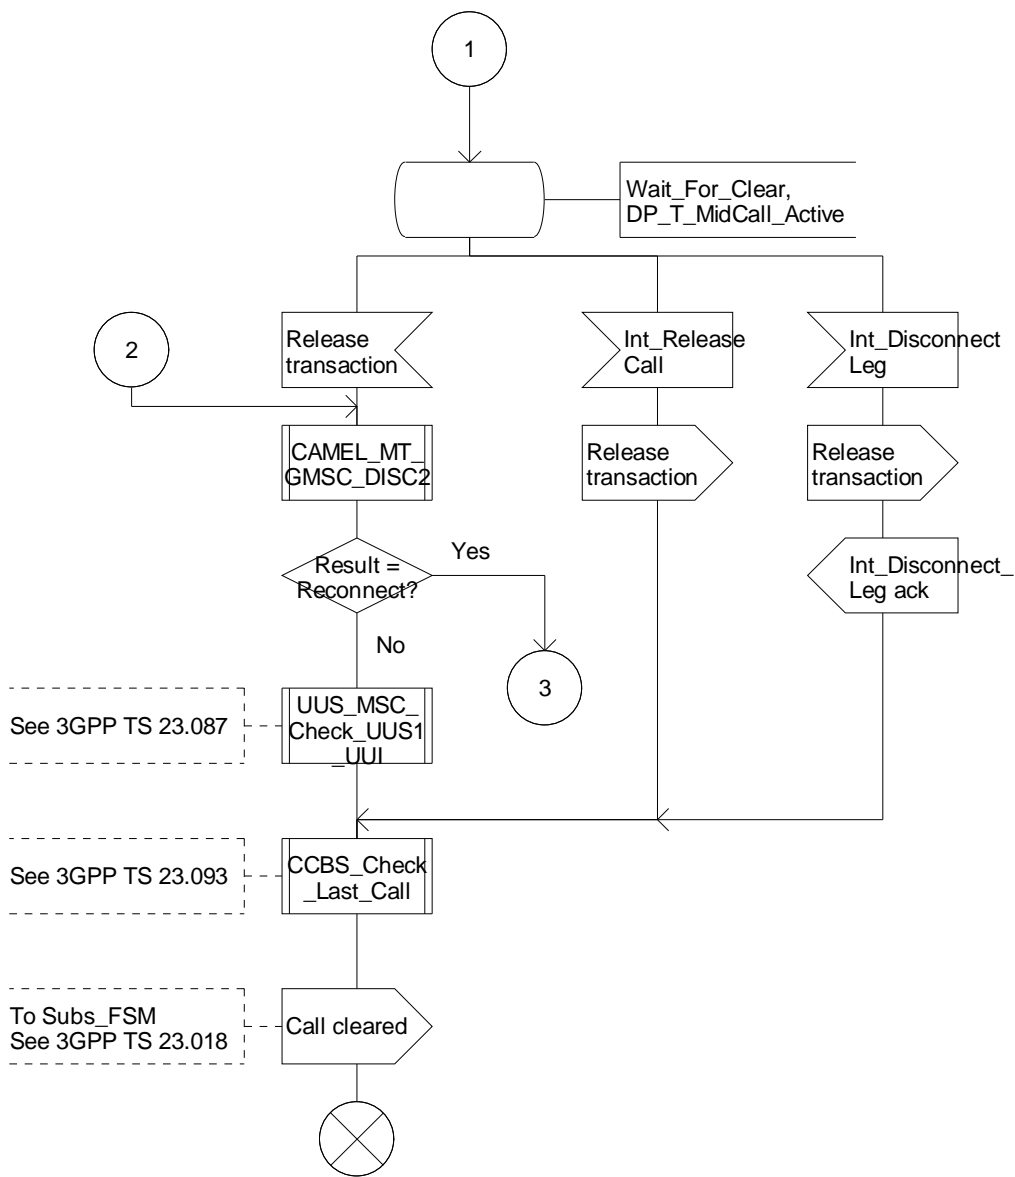 1
Wait_For_Clear,
DP_T_MidCall_Active
2
Release
transaction
Int_Release
Call
Int_Disconnect
Leg
CAMEL_MT_
GMSC_DISC2
Release
transaction
Release
transaction
Result =
Reconnect?
Yes
No
Int_Disconnect_
Leg ack
3
See 3GPP TS 23.087
UUS_MSC_
Check_UUS1
_UUI
See 3GPP TS 23.093
CCBS_Check
_Last_Call
To Subs_FSM
See 3GPP TS 23.018
Call cleared